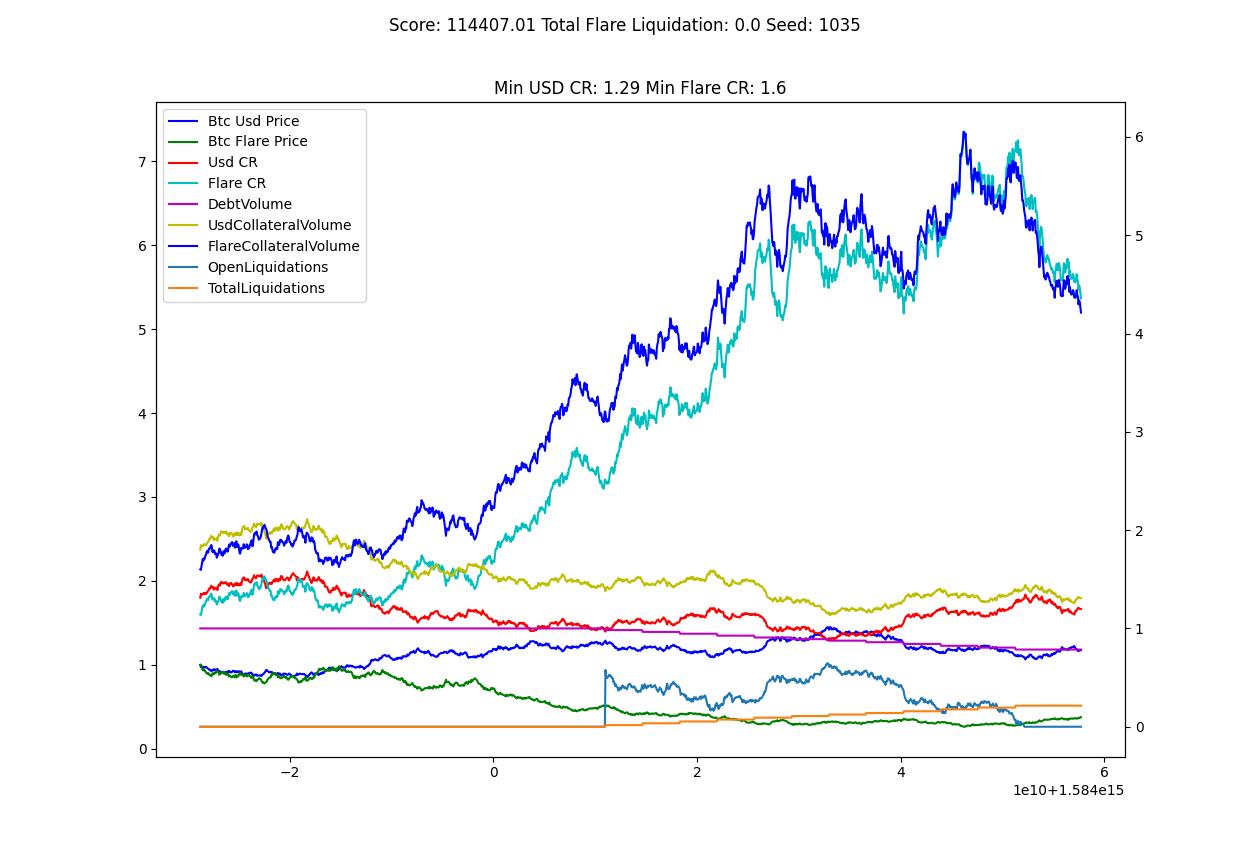 Score: 114407.01 Total Flare Liquidation: 0.0 Seed: 1035
Min USD CR: 1.29 Min Flare CR: 1.6
Btc Usd Price
Btc Flare Price
Usd CR
Flare CR
DebtVolume
UsdCollateralVolume
FlareCollateralVolume
OpenLiquidations
TotalLiquidations
7
6
5
4
3
2
1
0
6
5
4
3
2
1
0
−2
0
2
4
6
1e10+1.584e15